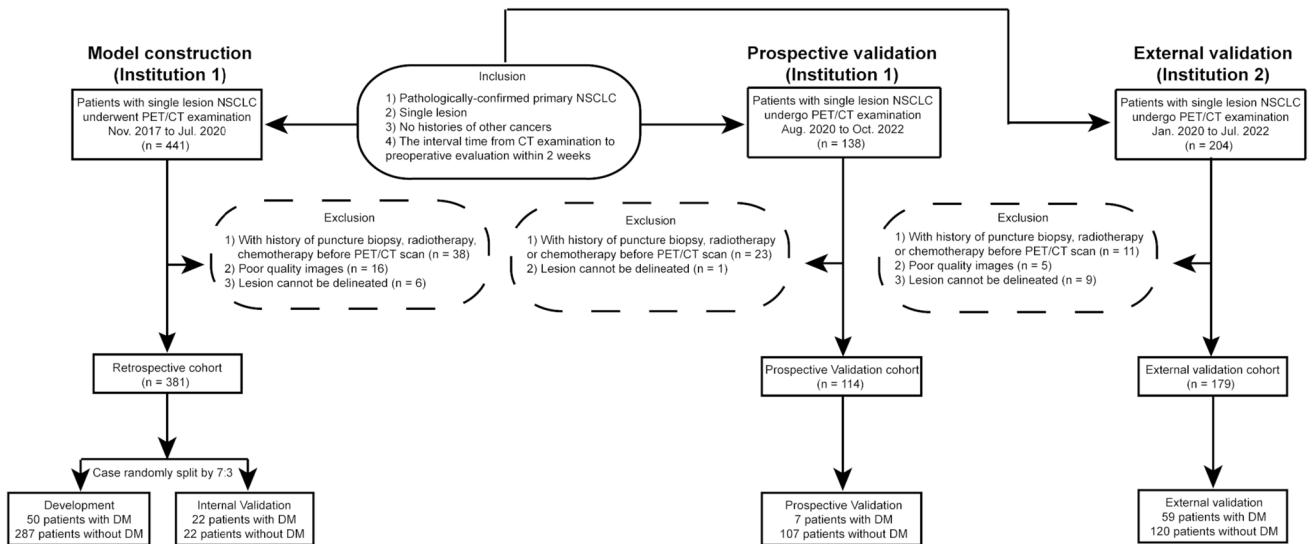 Model construction
(Institution 1)
Patients with single lesion NSCLC
underwent PET/CT examination
Nov. 2017 to Jul. 2020
(n = 441)
Inclusion
1) Pathologically-confirmed primary NSCLC
2) Single lesion
3) No histories of other cancers
4) The interval time from CT examination to
preoperative evaluation within 2 weeks
Prospective validation
(Institution 1)
Patients with single lesion NSCLC
undergo PET/CT examination
Aug. 2020 to Oct. 2022
(n = 138)
External validation
(Institution 2)
Patients with single lesion NSCLC
undergo PET/CT examination
Jan. 2020 to Jul. 2022
(n = 204)
Exclusion
1) With history of puncture biopsy, radiotherapy,
chemotherapy before PET/CT scan (n = 38)
2) Poor quality images (n = 16)
3) Lesion cannot be delineated (n = 6)
Exclusion
1) With history of puncture biopsy, radiotherapy
or chemotherapy before PET/CT scan (n = 23)
2) Lesion cannot be delineated (n = 1)
Exclusion
1) With history of puncture biopsy, radiotherapy
or chemotherapy before PET/CT scan (n = 11)
2) Poor quality images (n = 5)
3) Lesion cannot be delineated (n = 9)
Retrospective cohort
(n = 381)
Prospective Validation cohort
(n = 114)
External validation cohort
(n = 179)
Case randomly split by 7:3
Development
50 patients with DM
287 patients without DM
Internal Validation
22 patients with DM
22 patients without DM
Prospective Validation
7 patients with DM
107 patients without DM
External validation
59 patients with DM
120 patients without DM